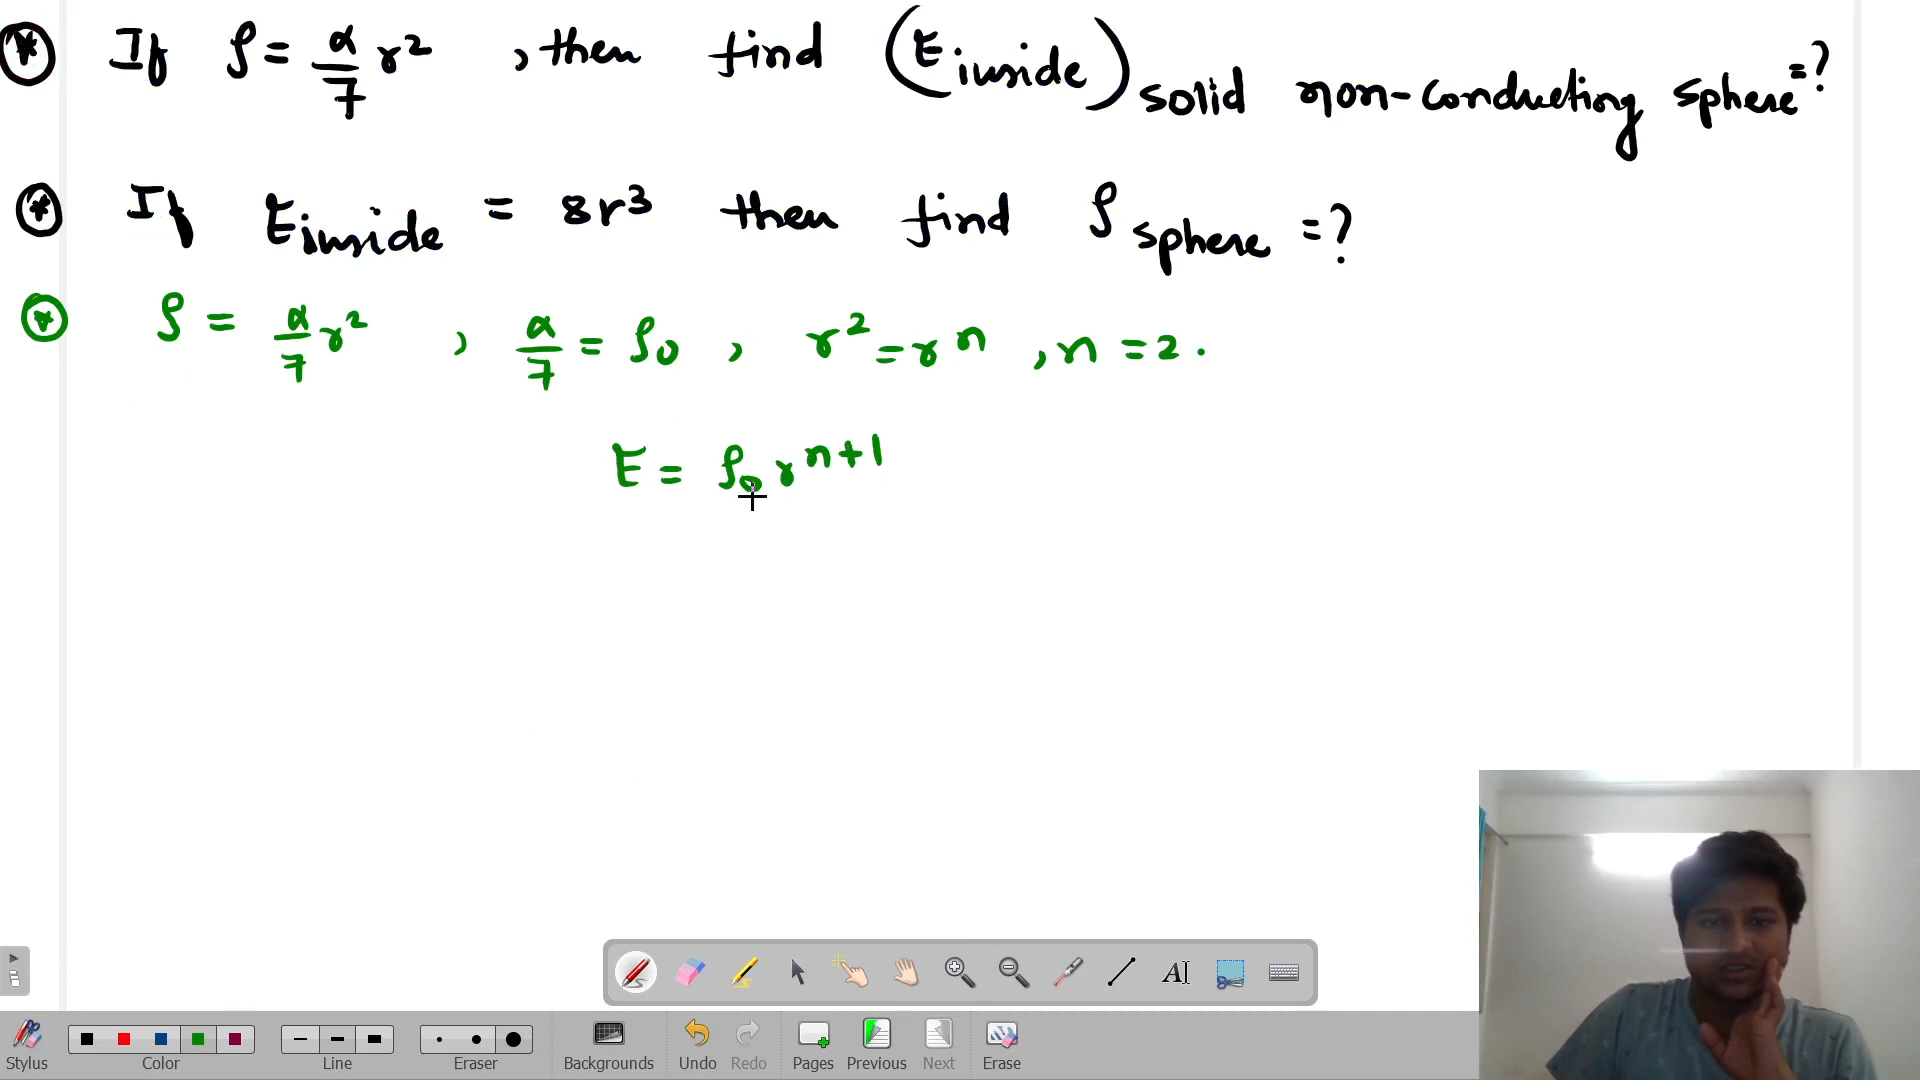 ⊛ If ρ = α/7 r² , then find (E inside) solid non-conducting sphere = ?
⊛ If E inside = 8r³ then find ρ sphere = ?
⊛ ρ = α/7 r² , α/7 = ρ₀ , r² = rⁿ , n = 2 .
E = ρ₀ rⁿ⁺¹
AI
Stylus Color Line Eraser Backgrounds Undo Redo Pages Previous Next Erase